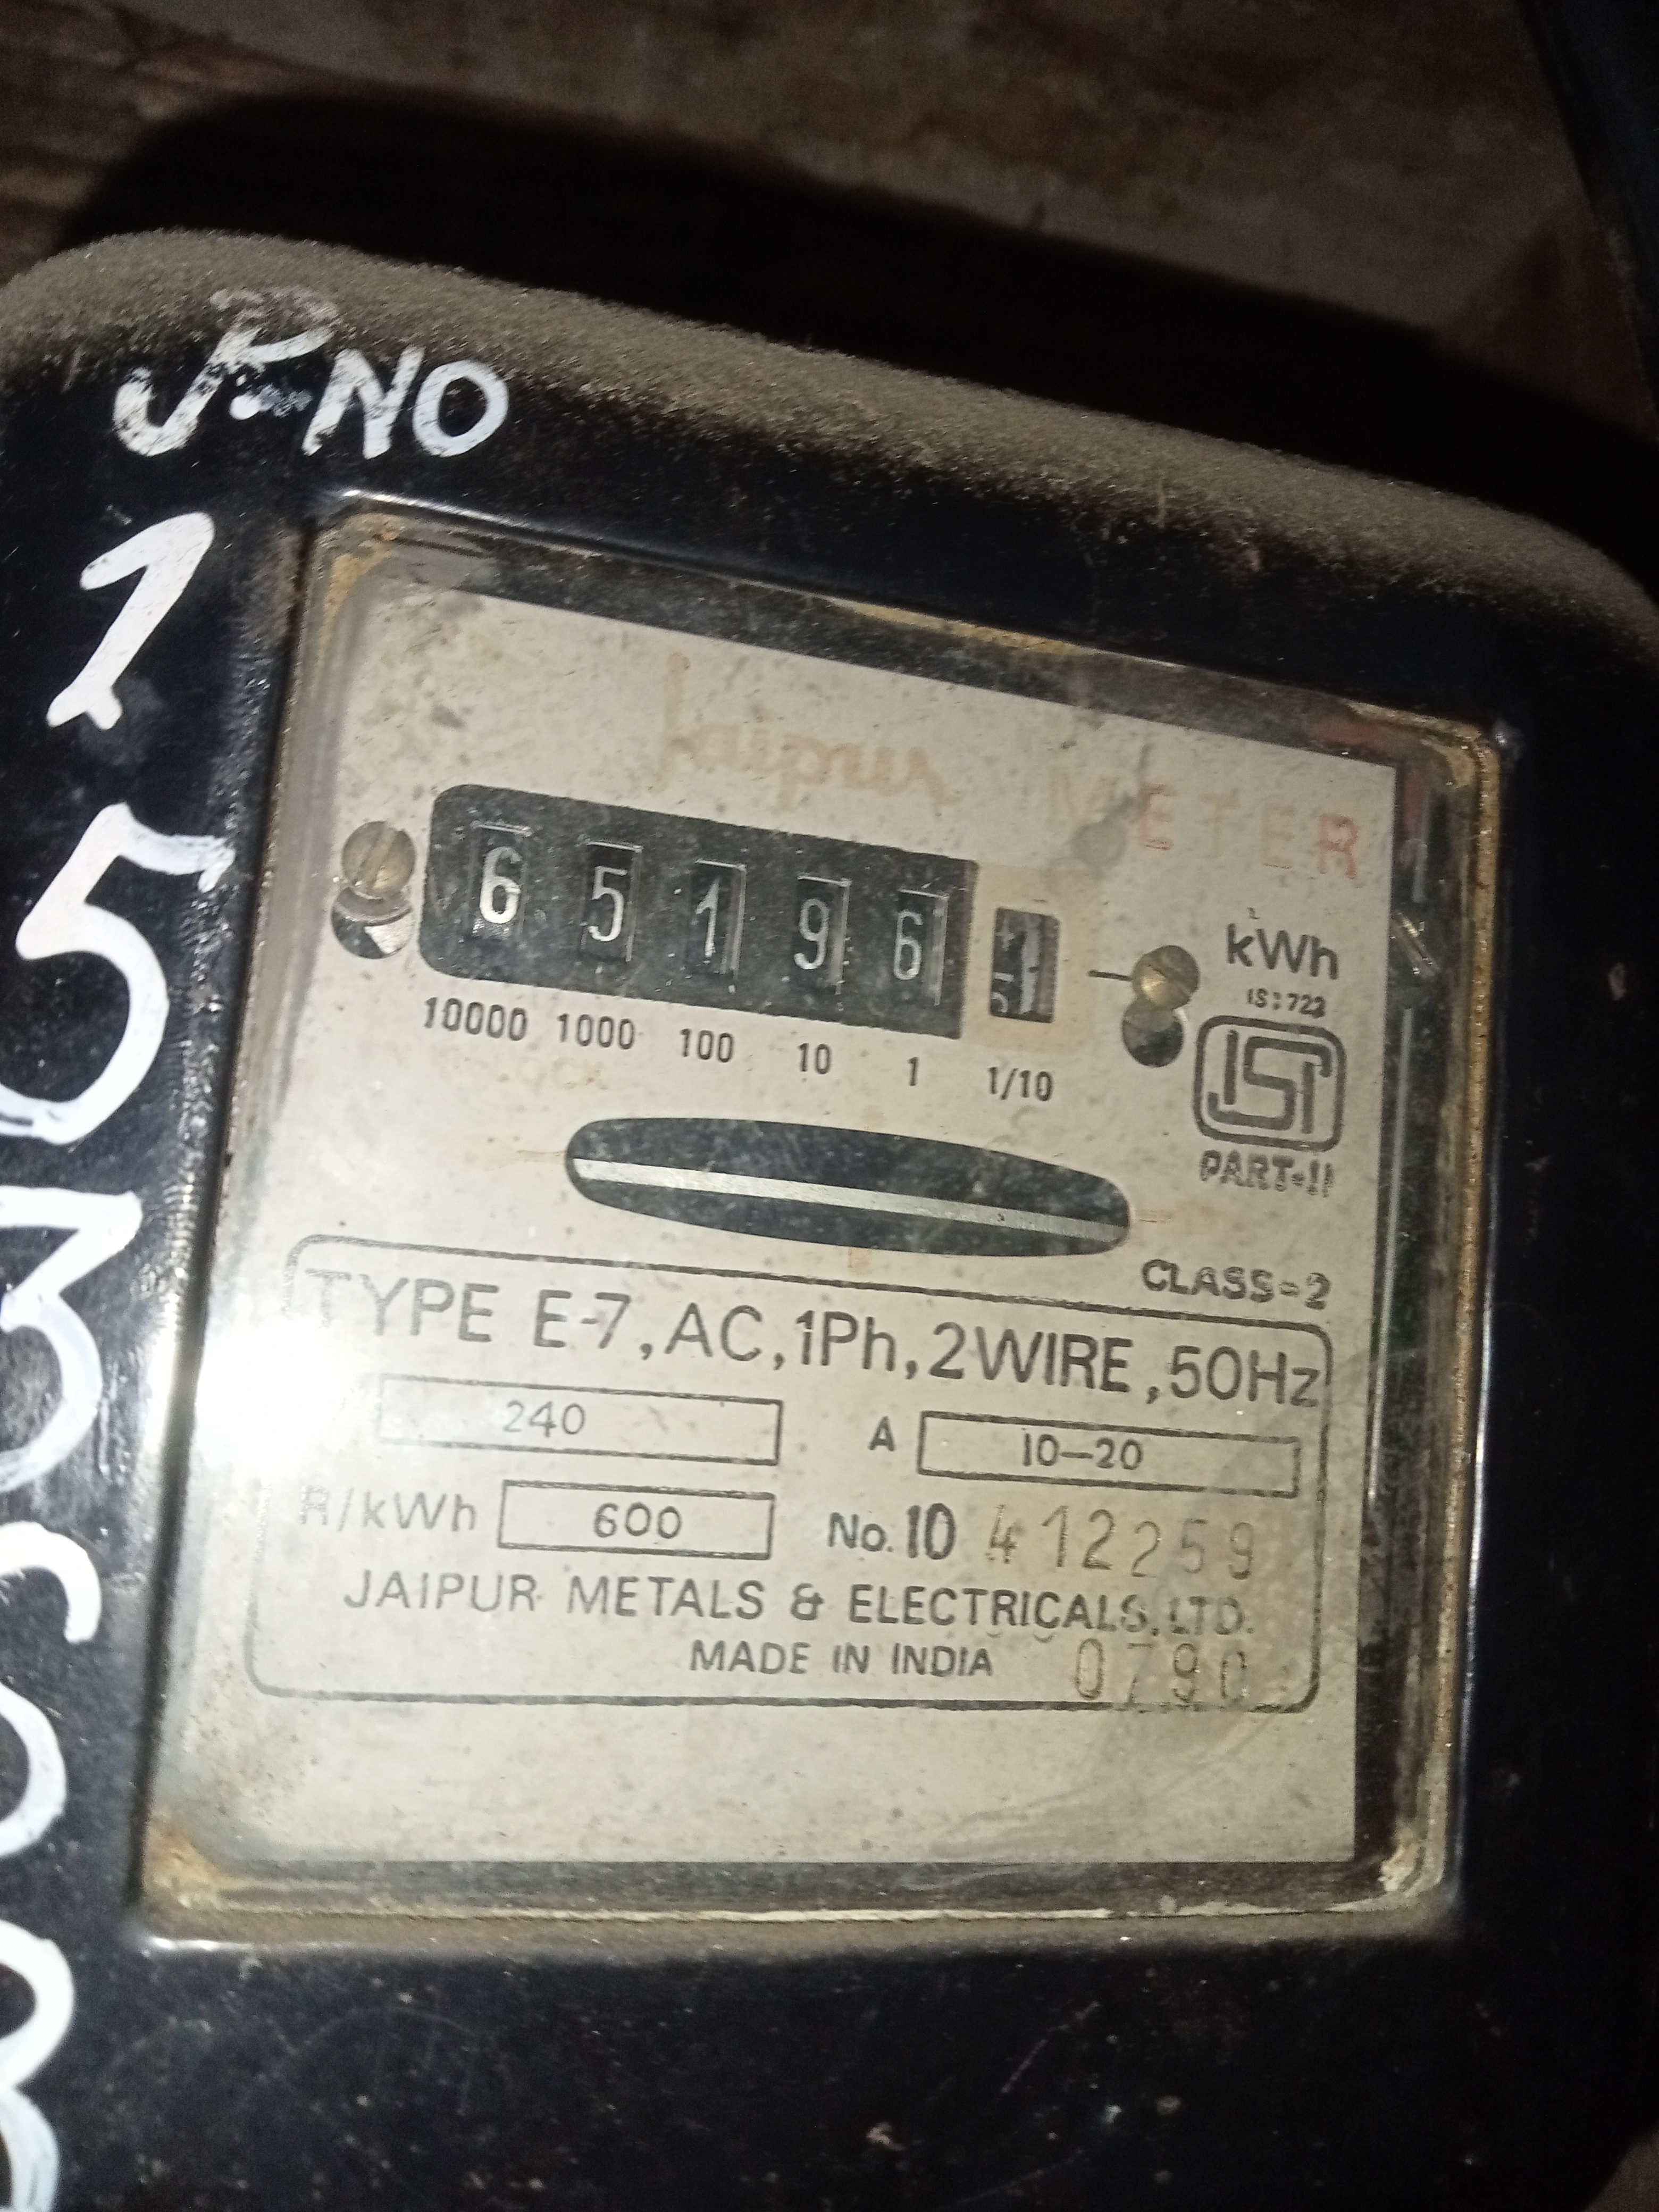 P.NO
1
5
3
Jaipur METER
6 5 1 9 6
kWh
IS:722
10000 1000 100 10 1 1/10
ISI
PART-II
CLASS-2
TYPE E-7, AC, 1Ph, 2WIRE, 50Hz
240 A 10-20
R/kWh 600 No. 10 412259
JAIPUR METALS & ELECTRICALS. LTD.
MADE IN INDIA 0790